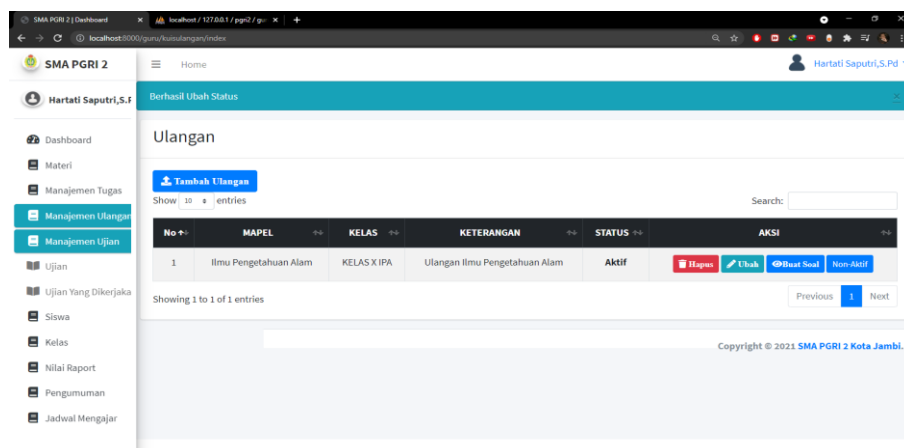 SMA PGRI 2 | Dashboard
localhost / 127.0.0.1 / pgri2 / gur
localhost:8000/guru/kuisulangan/index
SMA PGRI 2
Home
Hartati Saputri,S.Pd
Hartati Saputri,S.F
Berhasil Ubah Status
Dashboard
Materi
Manajemen Tugas
Manajemen Ulangan
Manajemen Ujian
Ujian
Ujian Yang Dikerjaka
Siswa
Kelas
Nilai Raport
Pengumuman
Jadwal Mengajar
Ulangan
Tambah Ulangan
Show 10 entries
Search:
No MAPEL KELAS KETERANGAN STATUS AKSI
1 Ilmu Pengetahuan Alam KELAS X IPA Ulangan Ilmu Pengetahuan Alam Aktif Hapus Ubah Buat Soal Non-Aktif
Showing 1 to 1 of 1 entries
Previous 1 Next
Copyright © 2021 SMA PGRI 2 Kota Jambi.